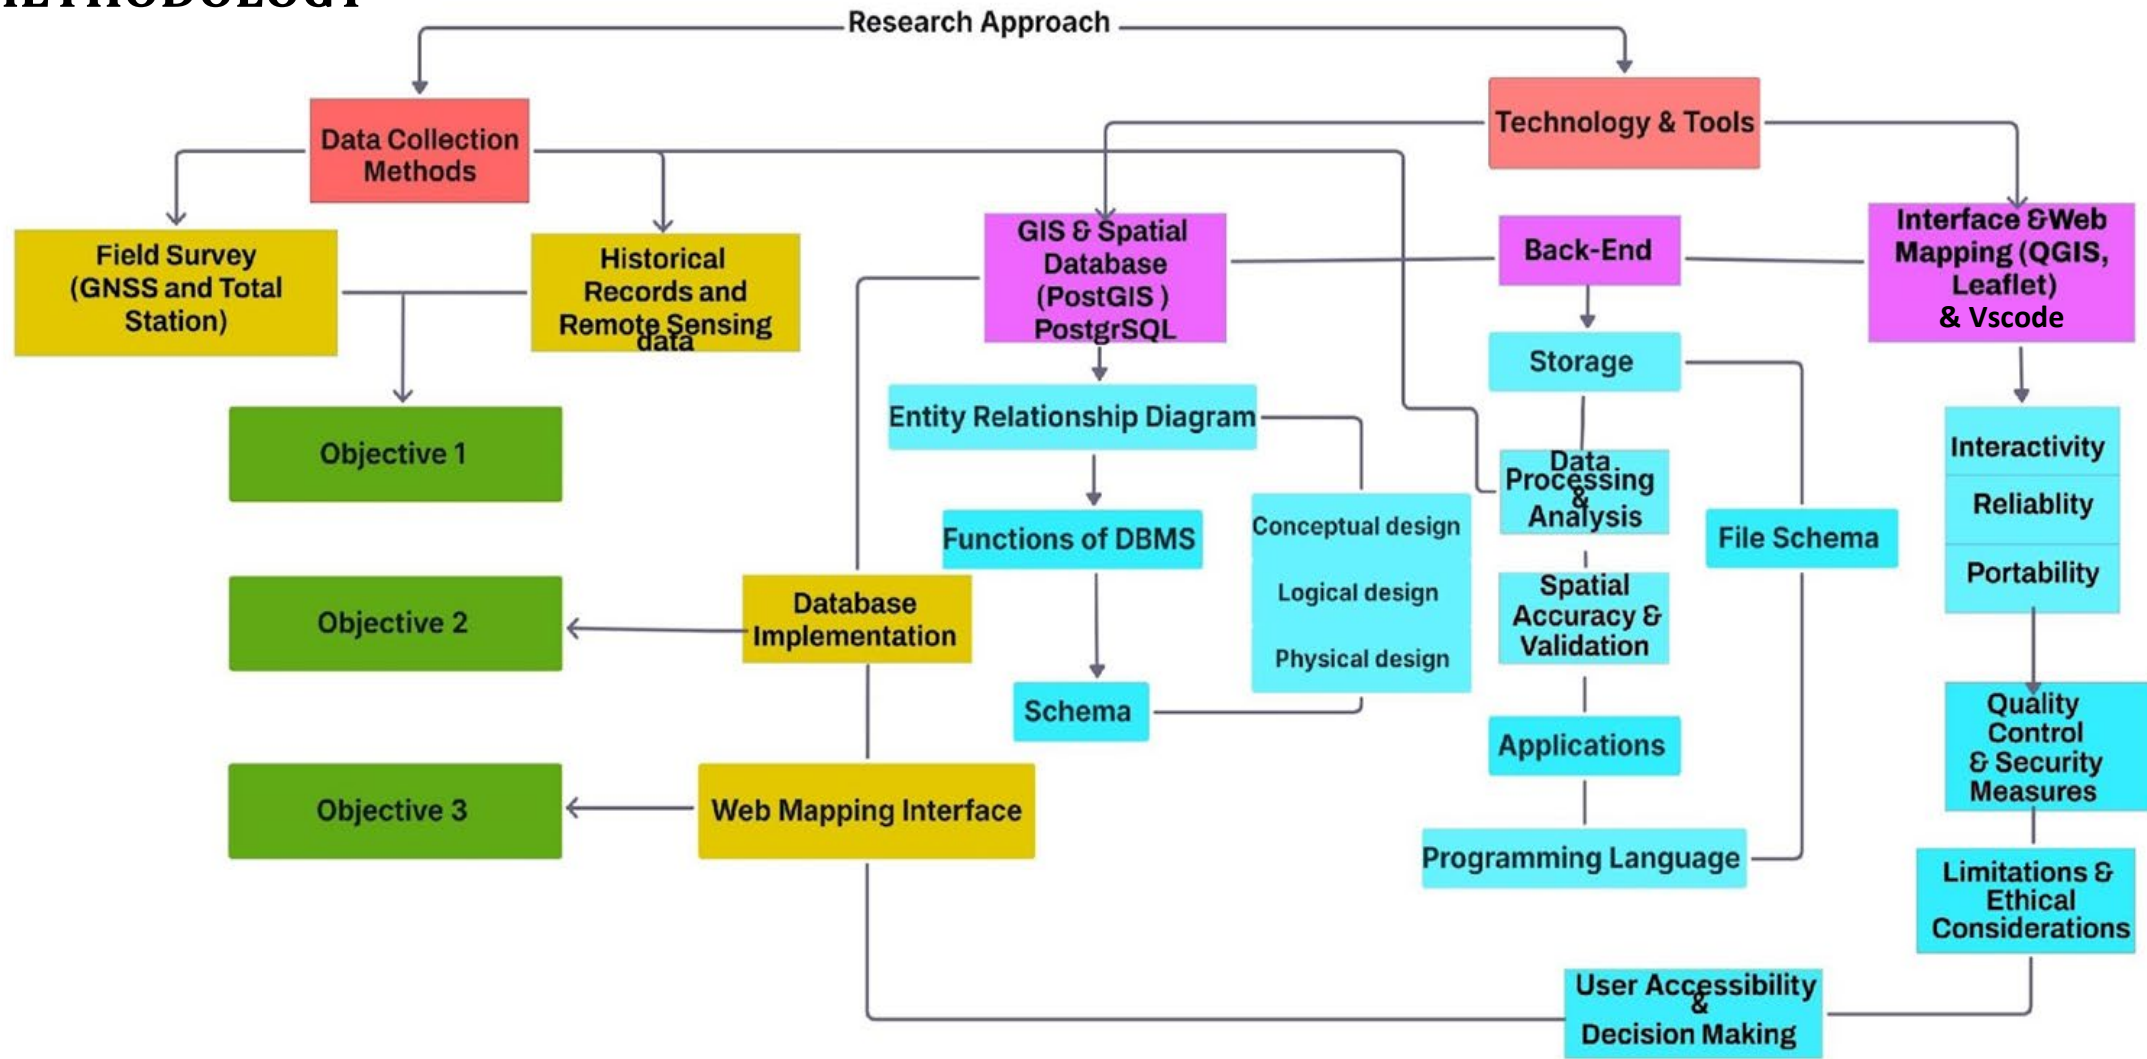 METHODOLOGY
Research Approach
Data Collection
Methods
Technology & Tools
Field Survey
(GNSS and Total
Station)
Historical
Records and
Remote Sensing
data
GIS & Spatial
Database
(PostGIS )
PostgrSQL
Back-End
Interface &Web
Mapping (QGIS,
Leaflet)
& Vscode
Storage
Entity Relationship Diagram
Objective 1
Data
Processing
&
Analysis
Interactivity
Reliablity
Portability
Functions of DBMS
Conceptual design
Logical design
Physical design
File Schema
Objective 2
Database
Implementation
Spatial
Accuracy &
Validation
Schema
Applications
Quality
Control
& Security
Measures
Objective 3
Web Mapping Interface
Programming Language
Limitations &
Ethical
Considerations
User Accessibility
&
Decision Making